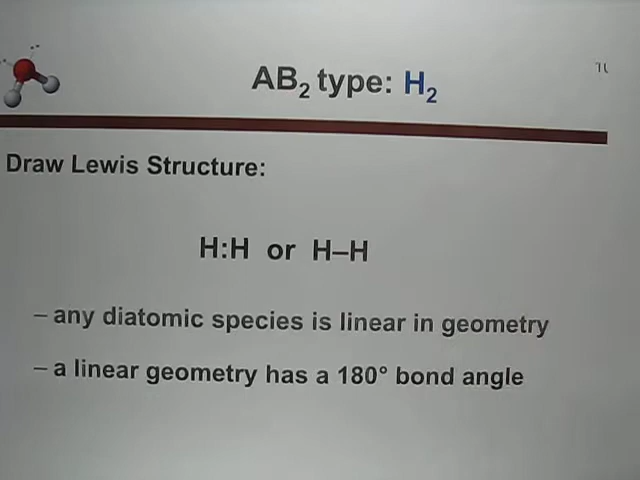 AB₂ type: H₂
Draw Lewis Structure:
H:H or H–H
– any diatomic species is linear in geometry
– a linear geometry has a 180° bond angle